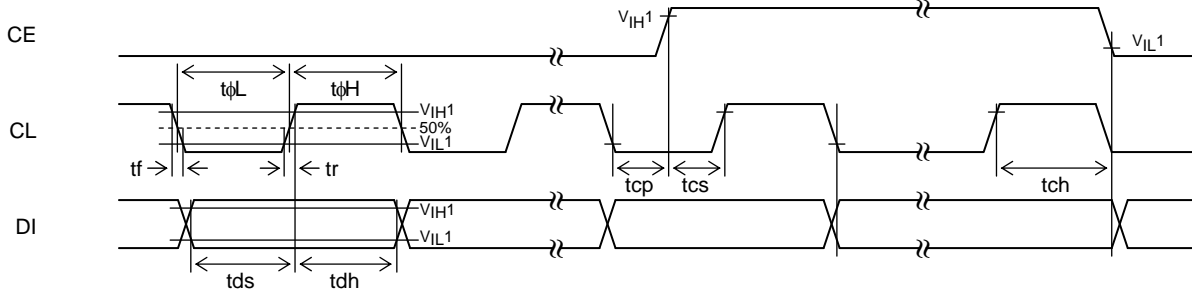 CE
VIH1
VIL1
tϕL
tϕH
CL
VIH1
50%
VIL1
tf
tr
tcp
tcs
tch
DI
VIH1
VIL1
tds
tdh